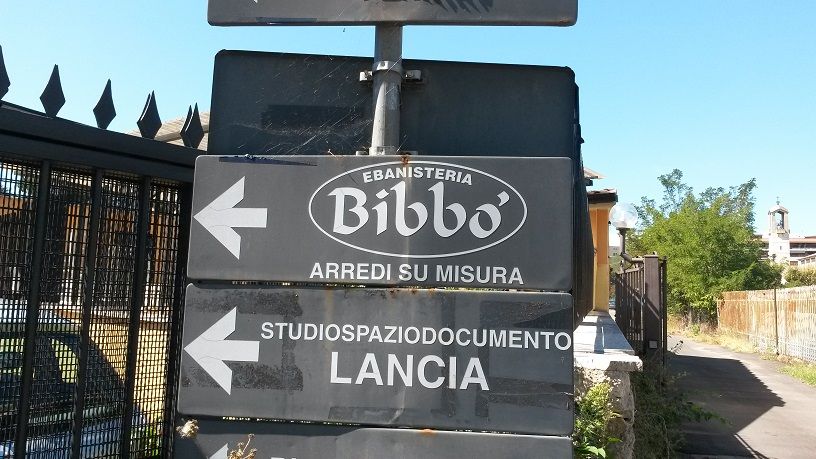 EBANISTERIA
Bibbo'
ARREDI SU MISURA
STUDIOSPAZIODOCUMENTO
LANCIA